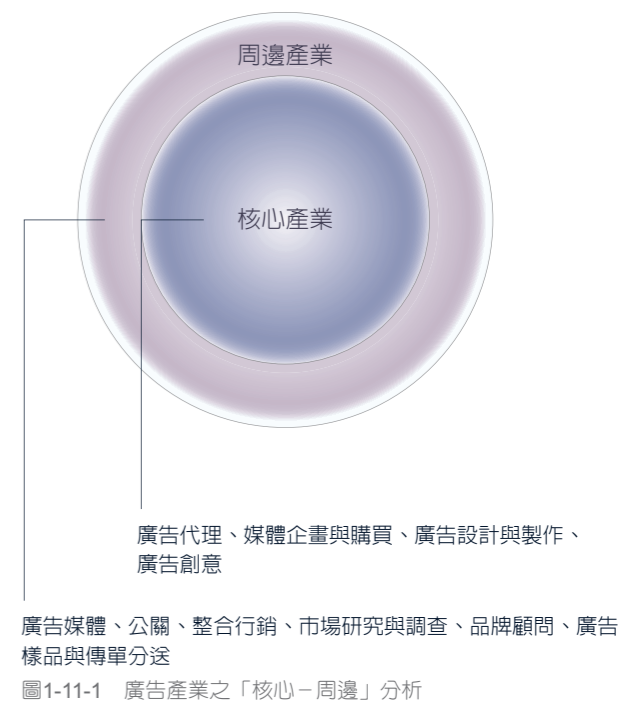 周邊產業
核心產業
廣告代理、媒體企畫與購買、廣告設計與製作、
廣告創意
廣告媒體、公關、整合行銷、市場研究與調查、品牌顧問、廣告
樣品與傳單分送
圖1-11-1　廣告產業之「核心－周邊」分析